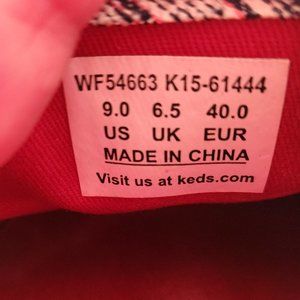 WF54663 K15-61444
9.0 6.5 40.0
US UK EUR
MADE IN CHINA
Visit us at keds.com